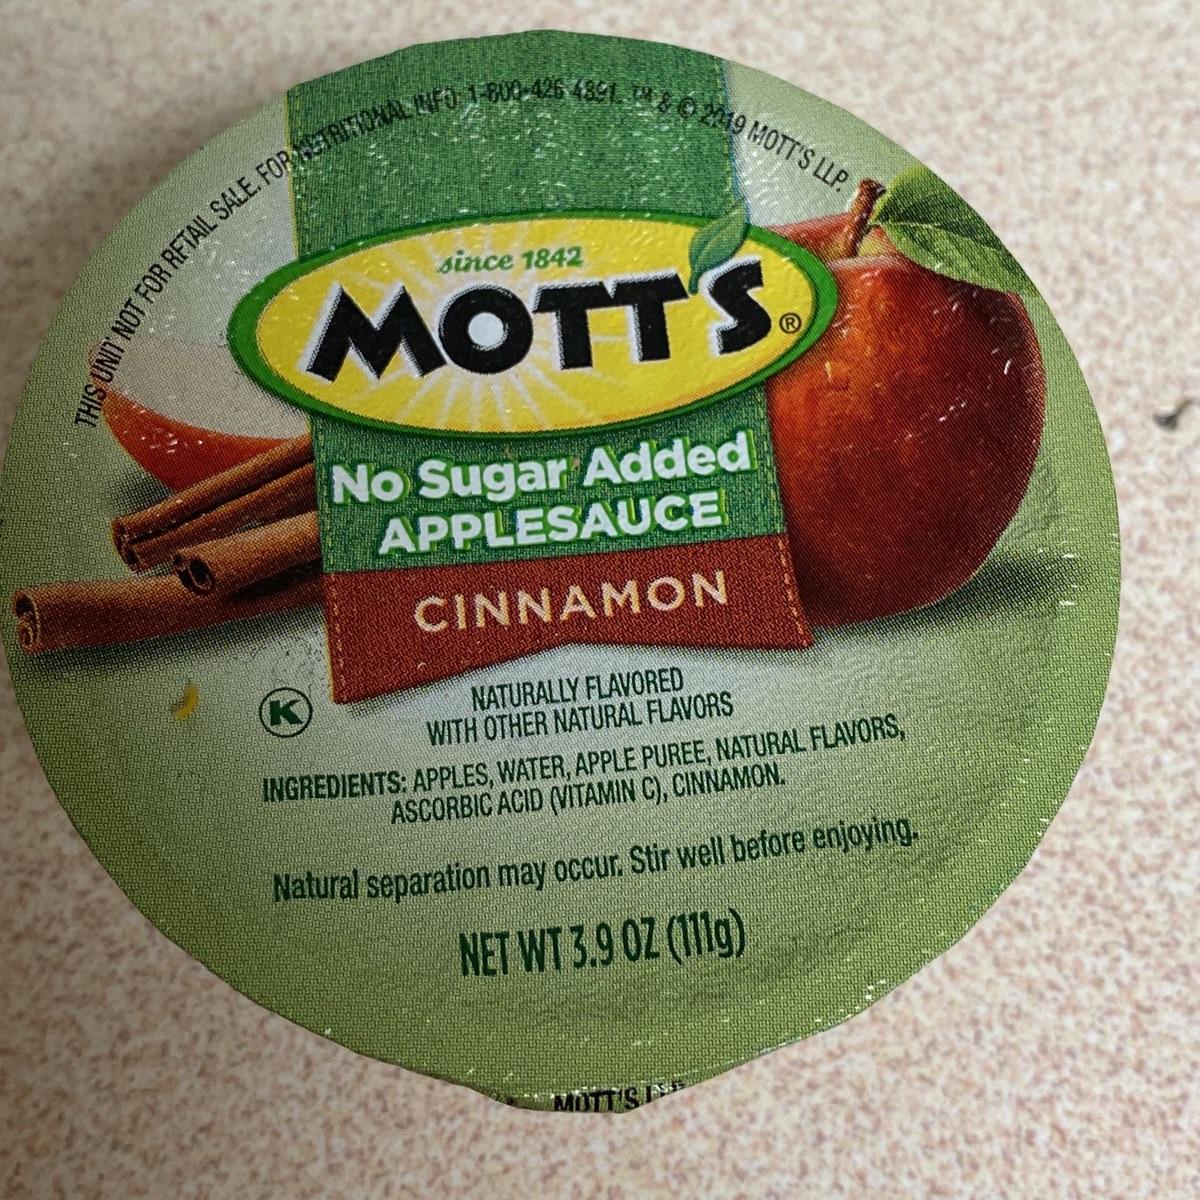 THIS UNIT NOT FOR RETAIL SALE. FOR NUTRITIONAL INFO. 1-800-426-4891. ™ & © 2019 MOTT'S LLP.
since 1842
MOTT'S®
No Sugar Added
APPLESAUCE
CINNAMON
K
NATURALLY FLAVORED
WITH OTHER NATURAL FLAVORS
INGREDIENTS: APPLES, WATER, APPLE PUREE, NATURAL FLAVORS,
ASCORBIC ACID (VITAMIN C), CINNAMON.
Natural separation may occur. Stir well before enjoying.
NET WT 3.9 OZ (111g)
MOTT'S